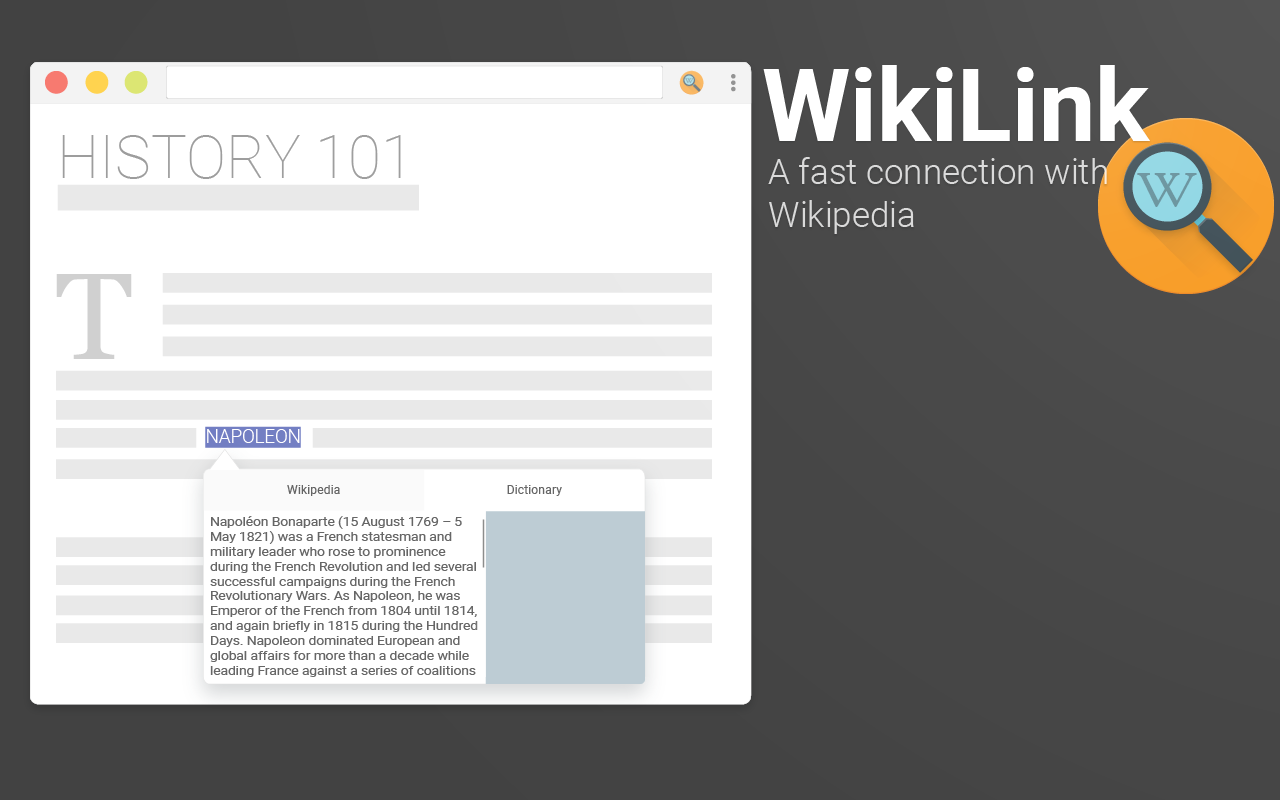 HISTORY 101
T
NAPOLEON
Wikipedia
Dictionary
Napoléon Bonaparte (15 August 1769 – 5
May 1821) was a French statesman and
military leader who rose to prominence
during the French Revolution and led several
successful campaigns during the French
Revolutionary Wars. As Napoleon, he was
Emperor of the French from 1804 until 1814,
and again briefly in 1815 during the Hundred
Days. Napoleon dominated European and
global affairs for more than a decade while
leading France against a series of coalitions
WikiLink
A fast connection with
Wikipedia
W